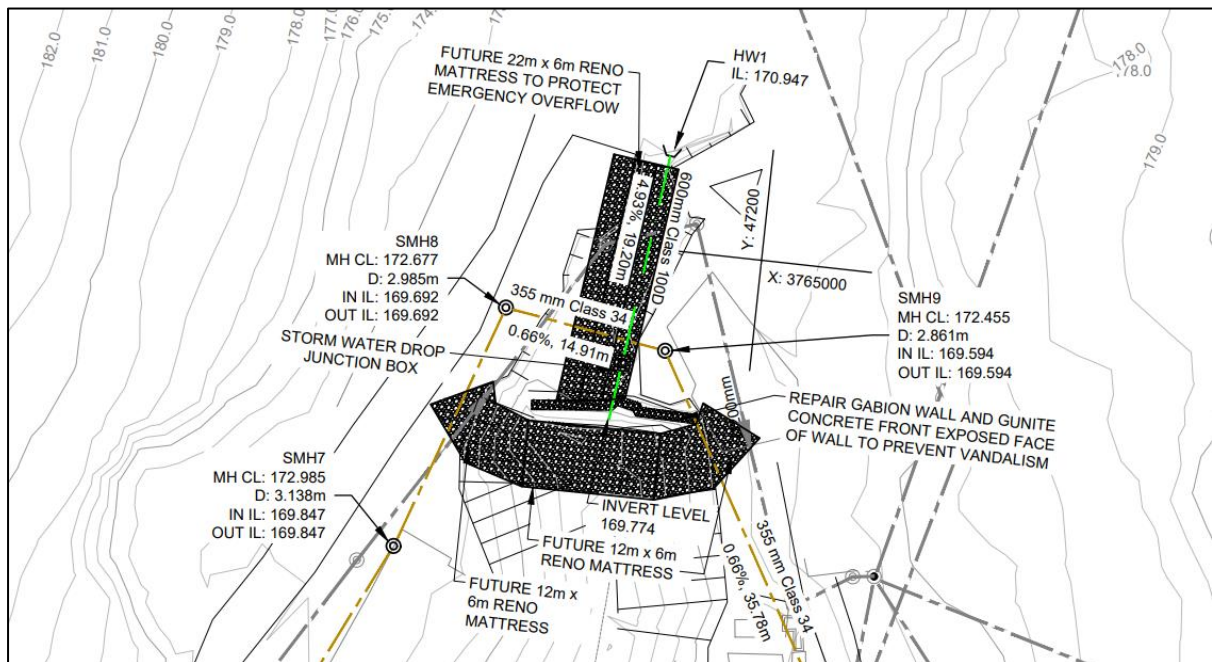 182.0
181.0
180.0
179.0
178.0
177.0
176.0
175.0
174.0
178.0
178.0
179.0
FUTURE 22m x 6m RENO
MATTRESS TO PROTECT
EMERGENCY OVERFLOW
HW1
IL: 170.947
4.93%, 19.20m
600mm Class 100D
Y: 47200
X: 3765000
SMH8
MH CL: 172.677
D: 2.985m
IN IL: 169.692
OUT IL: 169.692
355 mm Class 34
0.66%, 14.91m
STORM WATER DROP
JUNCTION BOX
SMH9
MH CL: 172.455
D: 2.861m
IN IL: 169.594
OUT IL: 169.594
REPAIR GABION WALL AND GUNITE
CONCRETE FRONT EXPOSED FACE
OF WALL TO PREVENT VANDALISM
SMH7
MH CL: 172.985
D: 3.138m
IN IL: 169.847
OUT IL: 169.847
INVERT LEVEL
169.774
FUTURE 12m x 6m
RENO MATTRESS
FUTURE 12m x
6m RENO
MATTRESS
355 mm Class 34
0.66%, 35.78m